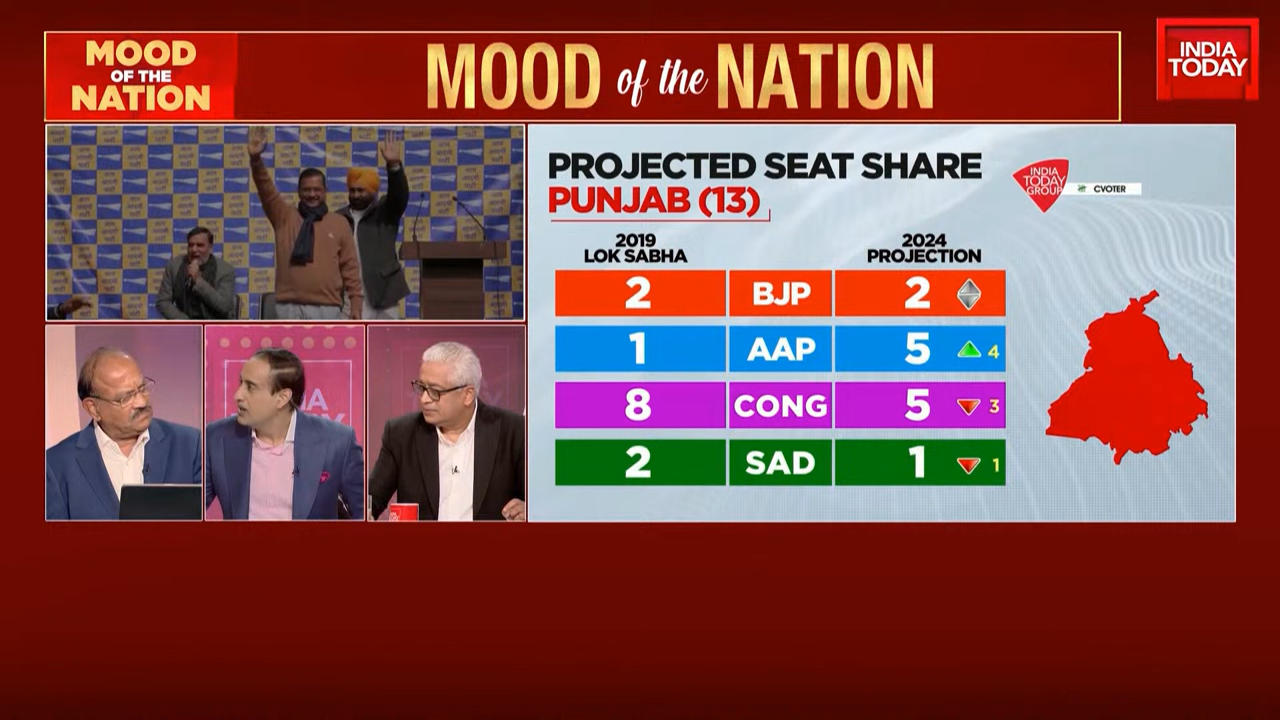 MOOD
OF THE
NATION
MOOD of the NATION
INDIA
TODAY
PROJECTED SEAT SHARE
PUNJAB (13)
INDIA
TODAY
GROUP
CVOTER
2019
LOK SABHA
2024
PROJECTION
2 BJP 2
1 AAP 5 4
8 CONG 5 3
2 SAD 1 1